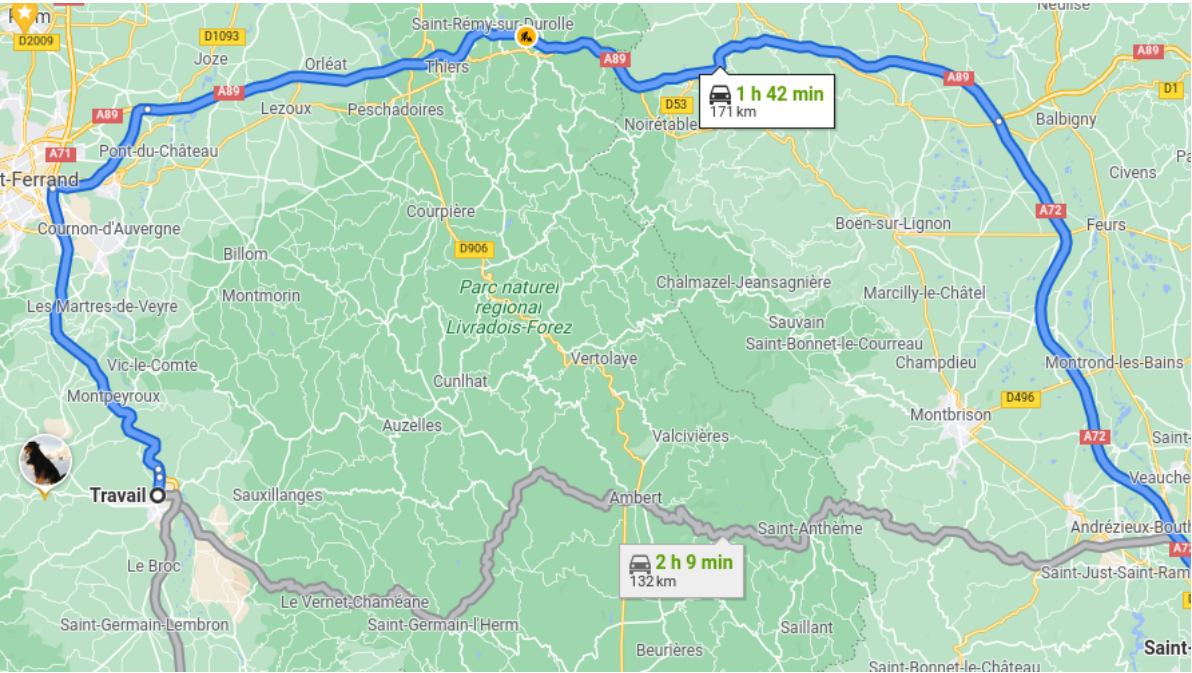 Neulise
D2009
D1093
Saint-Rémy-sur-Durolle
Joze
Orléat
Thiers
A89
A89
A89
1 h 42 min
171 km
A89
D1
A89
Lezoux
Peschadoires
D53
Noirétable
Balbigny
A89
A71
Pont-du-Château
Civens
t-Ferrand
Courpière
A72
Cournon-d'Auvergne
Boën-sur-Lignon
Feurs
Billom
D906
Parc naturel
régional
Livradois-Forez
Chalmazel-Jeansagnière
Montmorin
Marcilly-le-Châtel
Les Martres-de-Veyre
Sauvain
Saint-Bonnet-le-Courreau
Vertolaye
Champdieu
Montrond-les-Bains
Vic-le-Comte
Cunlhat
Montpeyroux
D496
Montbrison
Auzelles
Valcivières
A72
Saint-
Veauche
Travail
Sauxillanges
Ambert
Saint-Anthème
Andrézieux-Bouth
A72
2 h 9 min
132 km
Le Broc
Saint-Just-Saint-Ram
Le Vernet-Chaméane
Saint-Germain-l'Herm
Saint-Germain-Lembron
Saillant
Beurières
Saint-
Saint-Bonnet-le-Château